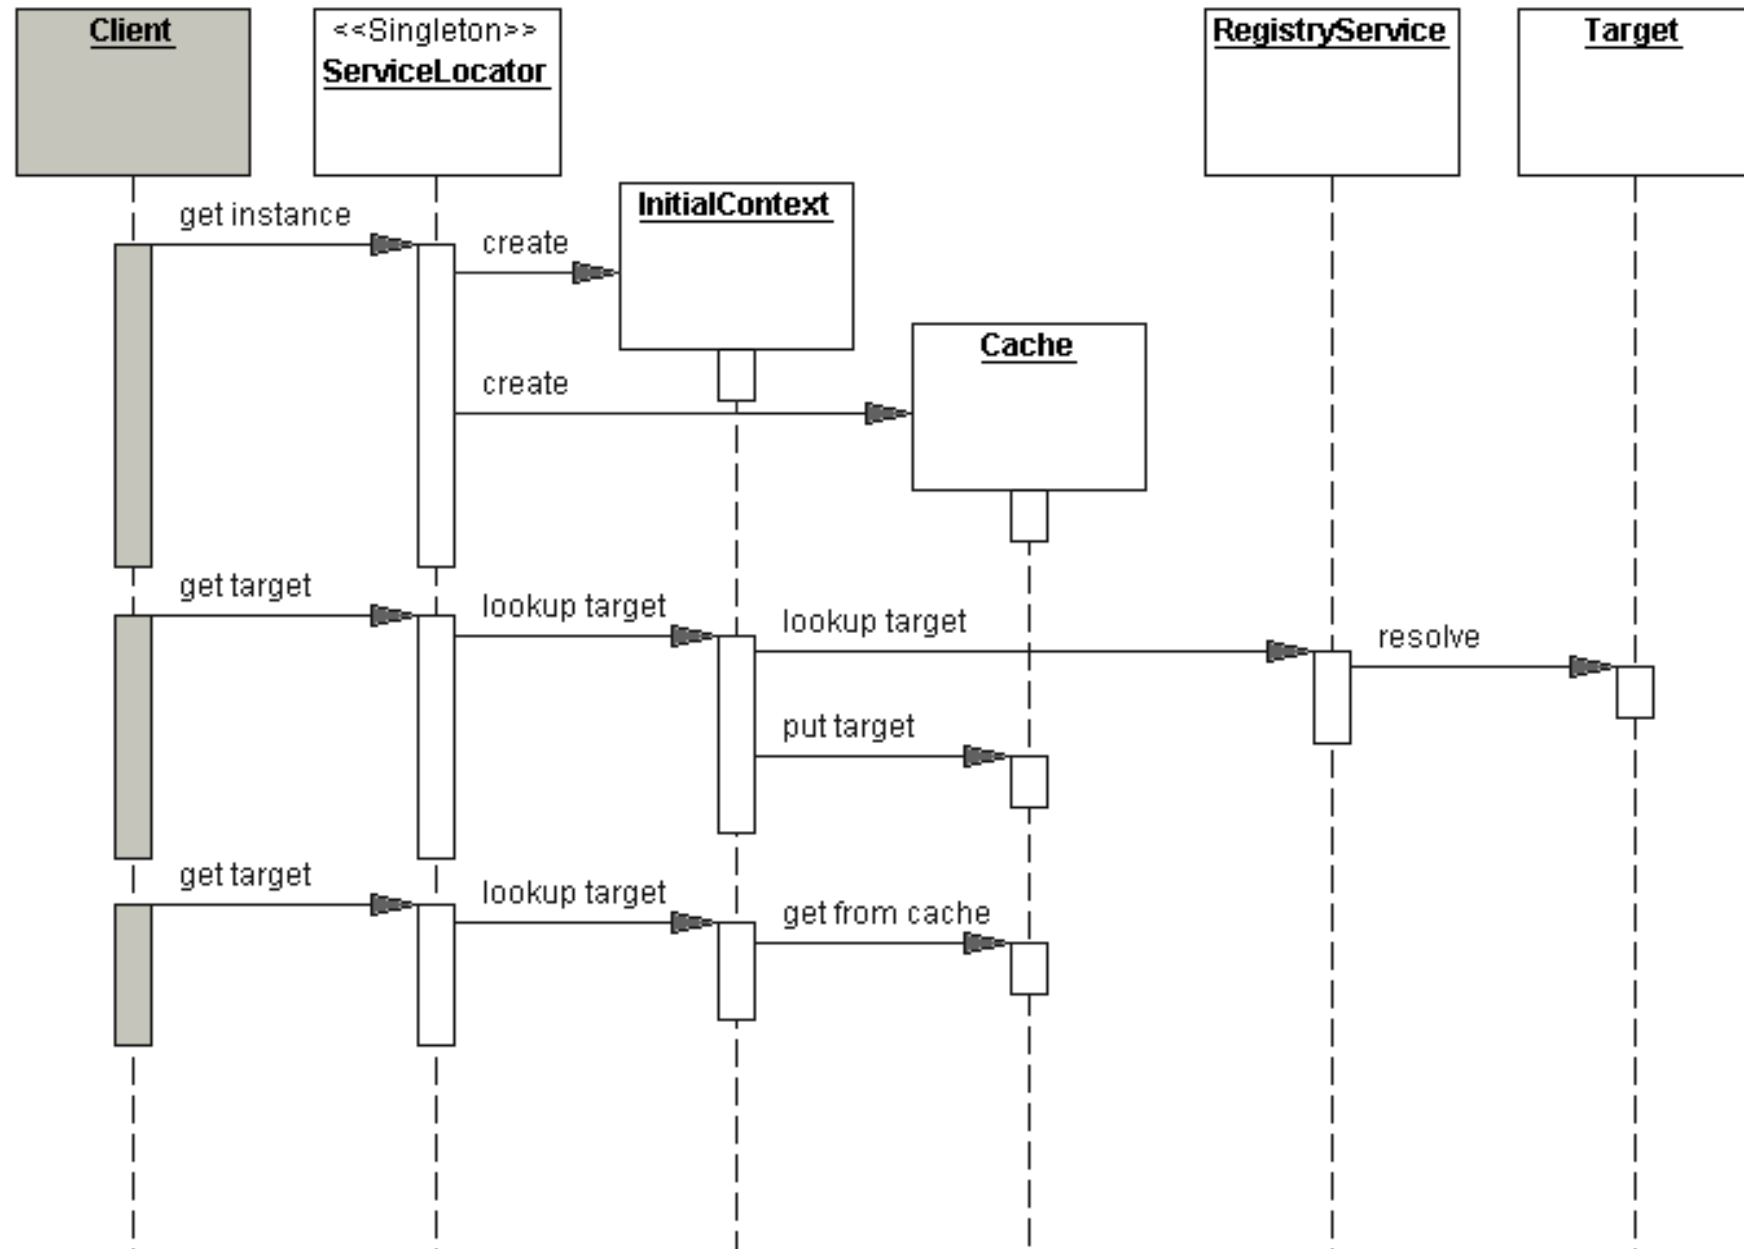 Client
<<Singleton>>
ServiceLocator
RegistryService
Target
InitialContext
get instance
create
Cache
create
get target
lookup target
lookup target
resolve
put target
get target
lookup target
get from cache